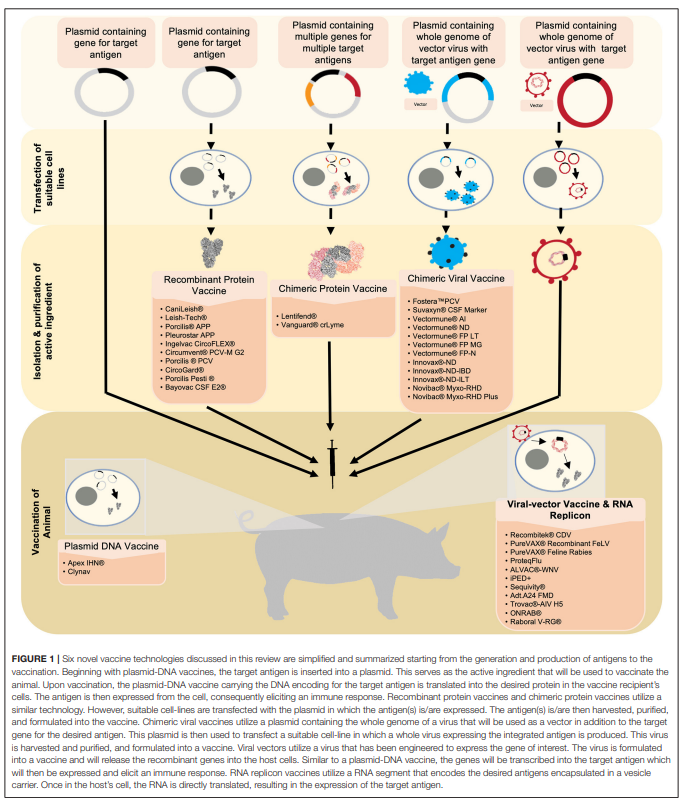 Plasmid containing
gene for target
antigen
Plasmid containing
gene for target
antigen
Plasmid containing
multiple genes for
multiple target
antigens
Plasmid containing
whole genome of
vector virus with
target antigen gene
Plasmid containing
whole genome of
vector virus with target
antigen gene
Vector
Vector
Transfection of
suitable cell
lines
Isolation & purification of
active ingredient
Recombinant Protein
Vaccine
• CaniLeish®
• Leish-Tech®
• Porcilis® APP
• Pleurostar APP
• Ingelvac CircoFLEX®
• Circumvent® PCV-M G2
• Porcilis ® PCV
• CircoGard®
• Porcilis Pesti ®
• Bayovac CSF E2®
Chimeric Protein Vaccine
• Lentifend®
• Vanguard® crLyme
Chimeric Viral Vaccine
• Fostera™PCV
• Suvaxyn® CSF Marker
• Vectormune® AI
• Vectormune® ND
• Vectormune® FP LT
• Vectormune® FP MG
• Vectormune® FP-N
• Innovax®-ND
• Innovax®-ND-IBD
• Innovax®-ND-ILT
• Novibac® Myxo-RHD
• Novibac® Myxo-RHD Plus
Vaccination of
Animal
Plasmid DNA Vaccine
• Apex IHN®
• Clynav
Viral-vector Vaccine & RNA
Replicon
• Recombitek® CDV
• PureVAX® Recombinant FeLV
• PureVAX® Feline Rabies
• ProteqFlu
• ALVAC®-WNV
• iPED+
• Sequivity®
• Adt.A24 FMD
• Trovac®-AIV H5
• ONRAB®
• Raboral V-RG®
FIGURE 1 | Six novel vaccine technologies discussed in this review are simplified and summarized starting from the generation and production of antigens to the
vaccination. Beginning with plasmid-DNA vaccines, the target antigen is inserted into a plasmid. This serves as the active ingredient that will be used to vaccinate the
animal. Upon vaccination, the plasmid-DNA vaccine carrying the DNA encoding for the target antigen is translated into the desired protein in the vaccine recipient's
cells. The antigen is then expressed from the cell, consequently eliciting an immune response. Recombinant protein vaccines and chimeric protein vaccines utilize a
similar technology. However, suitable cell-lines are transfected with the plasmid in which the antigen(s) is/are expressed. The antigen(s) is/are then harvested, purified,
and formulated into the vaccine. Chimeric viral vaccines utilize a plasmid containing the whole genome of a virus that will be used as a vector in addition to the target
gene for the desired antigen. This plasmid is then used to transfect a suitable cell-line in which a whole virus expressing the integrated antigen is produced. This virus
is harvested and purified, and formulated into a vaccine. Viral vectors utilize a virus that has been engineered to express the gene of interest. The virus is formulated
into a vaccine and will release the recombinant genes into the host cells. Similar to a plasmid-DNA vaccine, the genes will be transcribed into the target antigen which
will then be expressed and elicit an immune response. RNA replicon vaccines utilize a RNA segment that encodes the desired antigens encapsulated in a vesicle
carrier. Once in the host's cell, the RNA is directly translated, resulting in the expression of the target antigen.